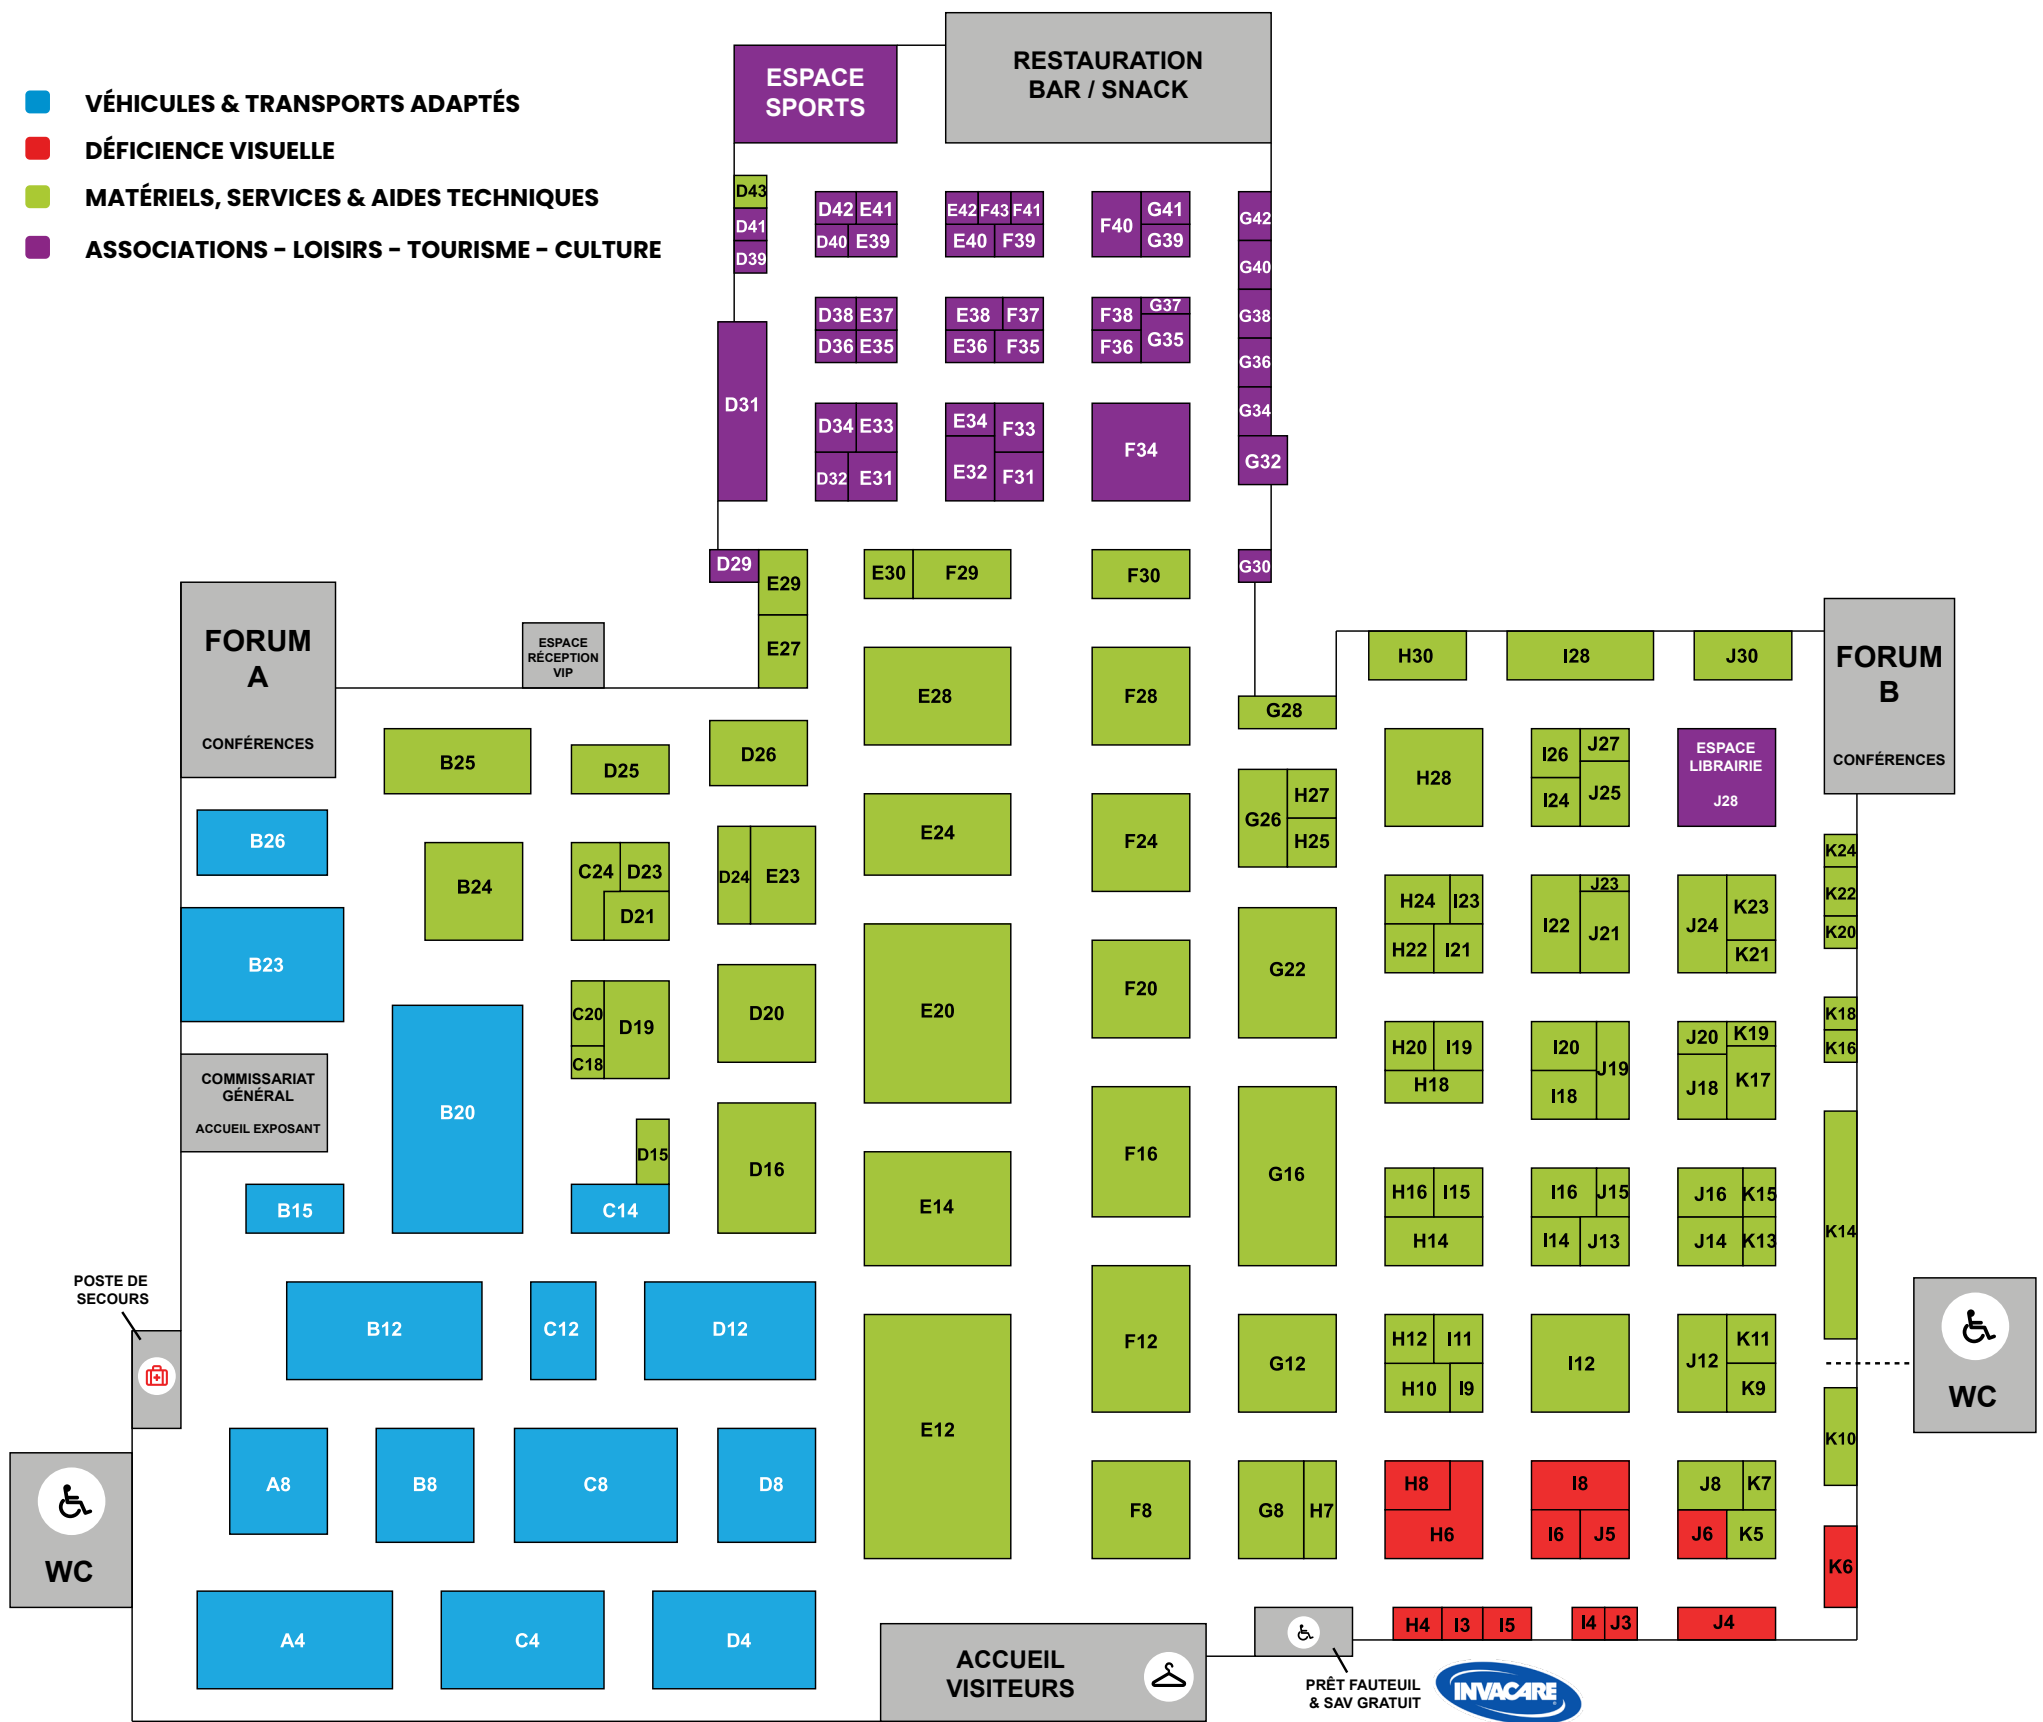 VÉHICULES & TRANSPORTS ADAPTÉS
DÉFICIENCE VISUELLE
MATÉRIELS, SERVICES & AIDES TECHNIQUES
ASSOCIATIONS - LOISIRS - TOURISME - CULTURE
ESPACE
SPORTS
RESTAURATION
BAR / SNACK
D43
D41
D39
D42 E41
D40 E39
E42 F43 F41
E40 F39
F40 G41
G39
G42
G40
G38
G36
G34
G32
D38 E37
D36 E35
E38 F37
E36 F35
F38 G37
F36 G35
D31
D34 E33
D32 E31
E34 F33
E32 F31
F34
D29
E29
E27
E30 F29
F30
G30
FORUM
A
CONFÉRENCES
ESPACE
RÉCEPTION
VIP
E28
F28
G28
H30
I28
J30
FORUM
B
CONFÉRENCES
B25
D25
D26
B26
B24
C24 D23
D21
D24 E23
E24
F24
G26 H27
H25
H28
I26 J27
I24 J25
ESPACE
LIBRAIRIE
J28
K24
K22
K20
B23
H24 I23
H22 I21
I22 J23
J21
J24 K23
K21
C20 D19
C18
D20
E20
F20
G22
H20 I19
H18
I20 J19
I18
J20 K19
J18 K17
K18
K16
COMMISSARIAT
GÉNÉRAL
ACCUEIL EXPOSANT
B20
D15
D16
B15
C14
E14
F16
G16
H16 I15
H14
I16 J15
I14 J13
J16 K15
J14 K13
K14
POSTE DE
SECOURS
B12
C12
D12
E12
F12
G12
H12 I11
H10 I9
I12
J12 K11
K9
WC
K10
A8
B8
C8
D8
F8
G8 H7
H8
H6
I8
I6 J5
J8 K7
J6 K5
K6
WC
A4
C4
D4
ACCUEIL
VISITEURS
H4 I3 I5
I4 J3
J4
PRÊT FAUTEUIL
& SAV GRATUIT
INVACARE